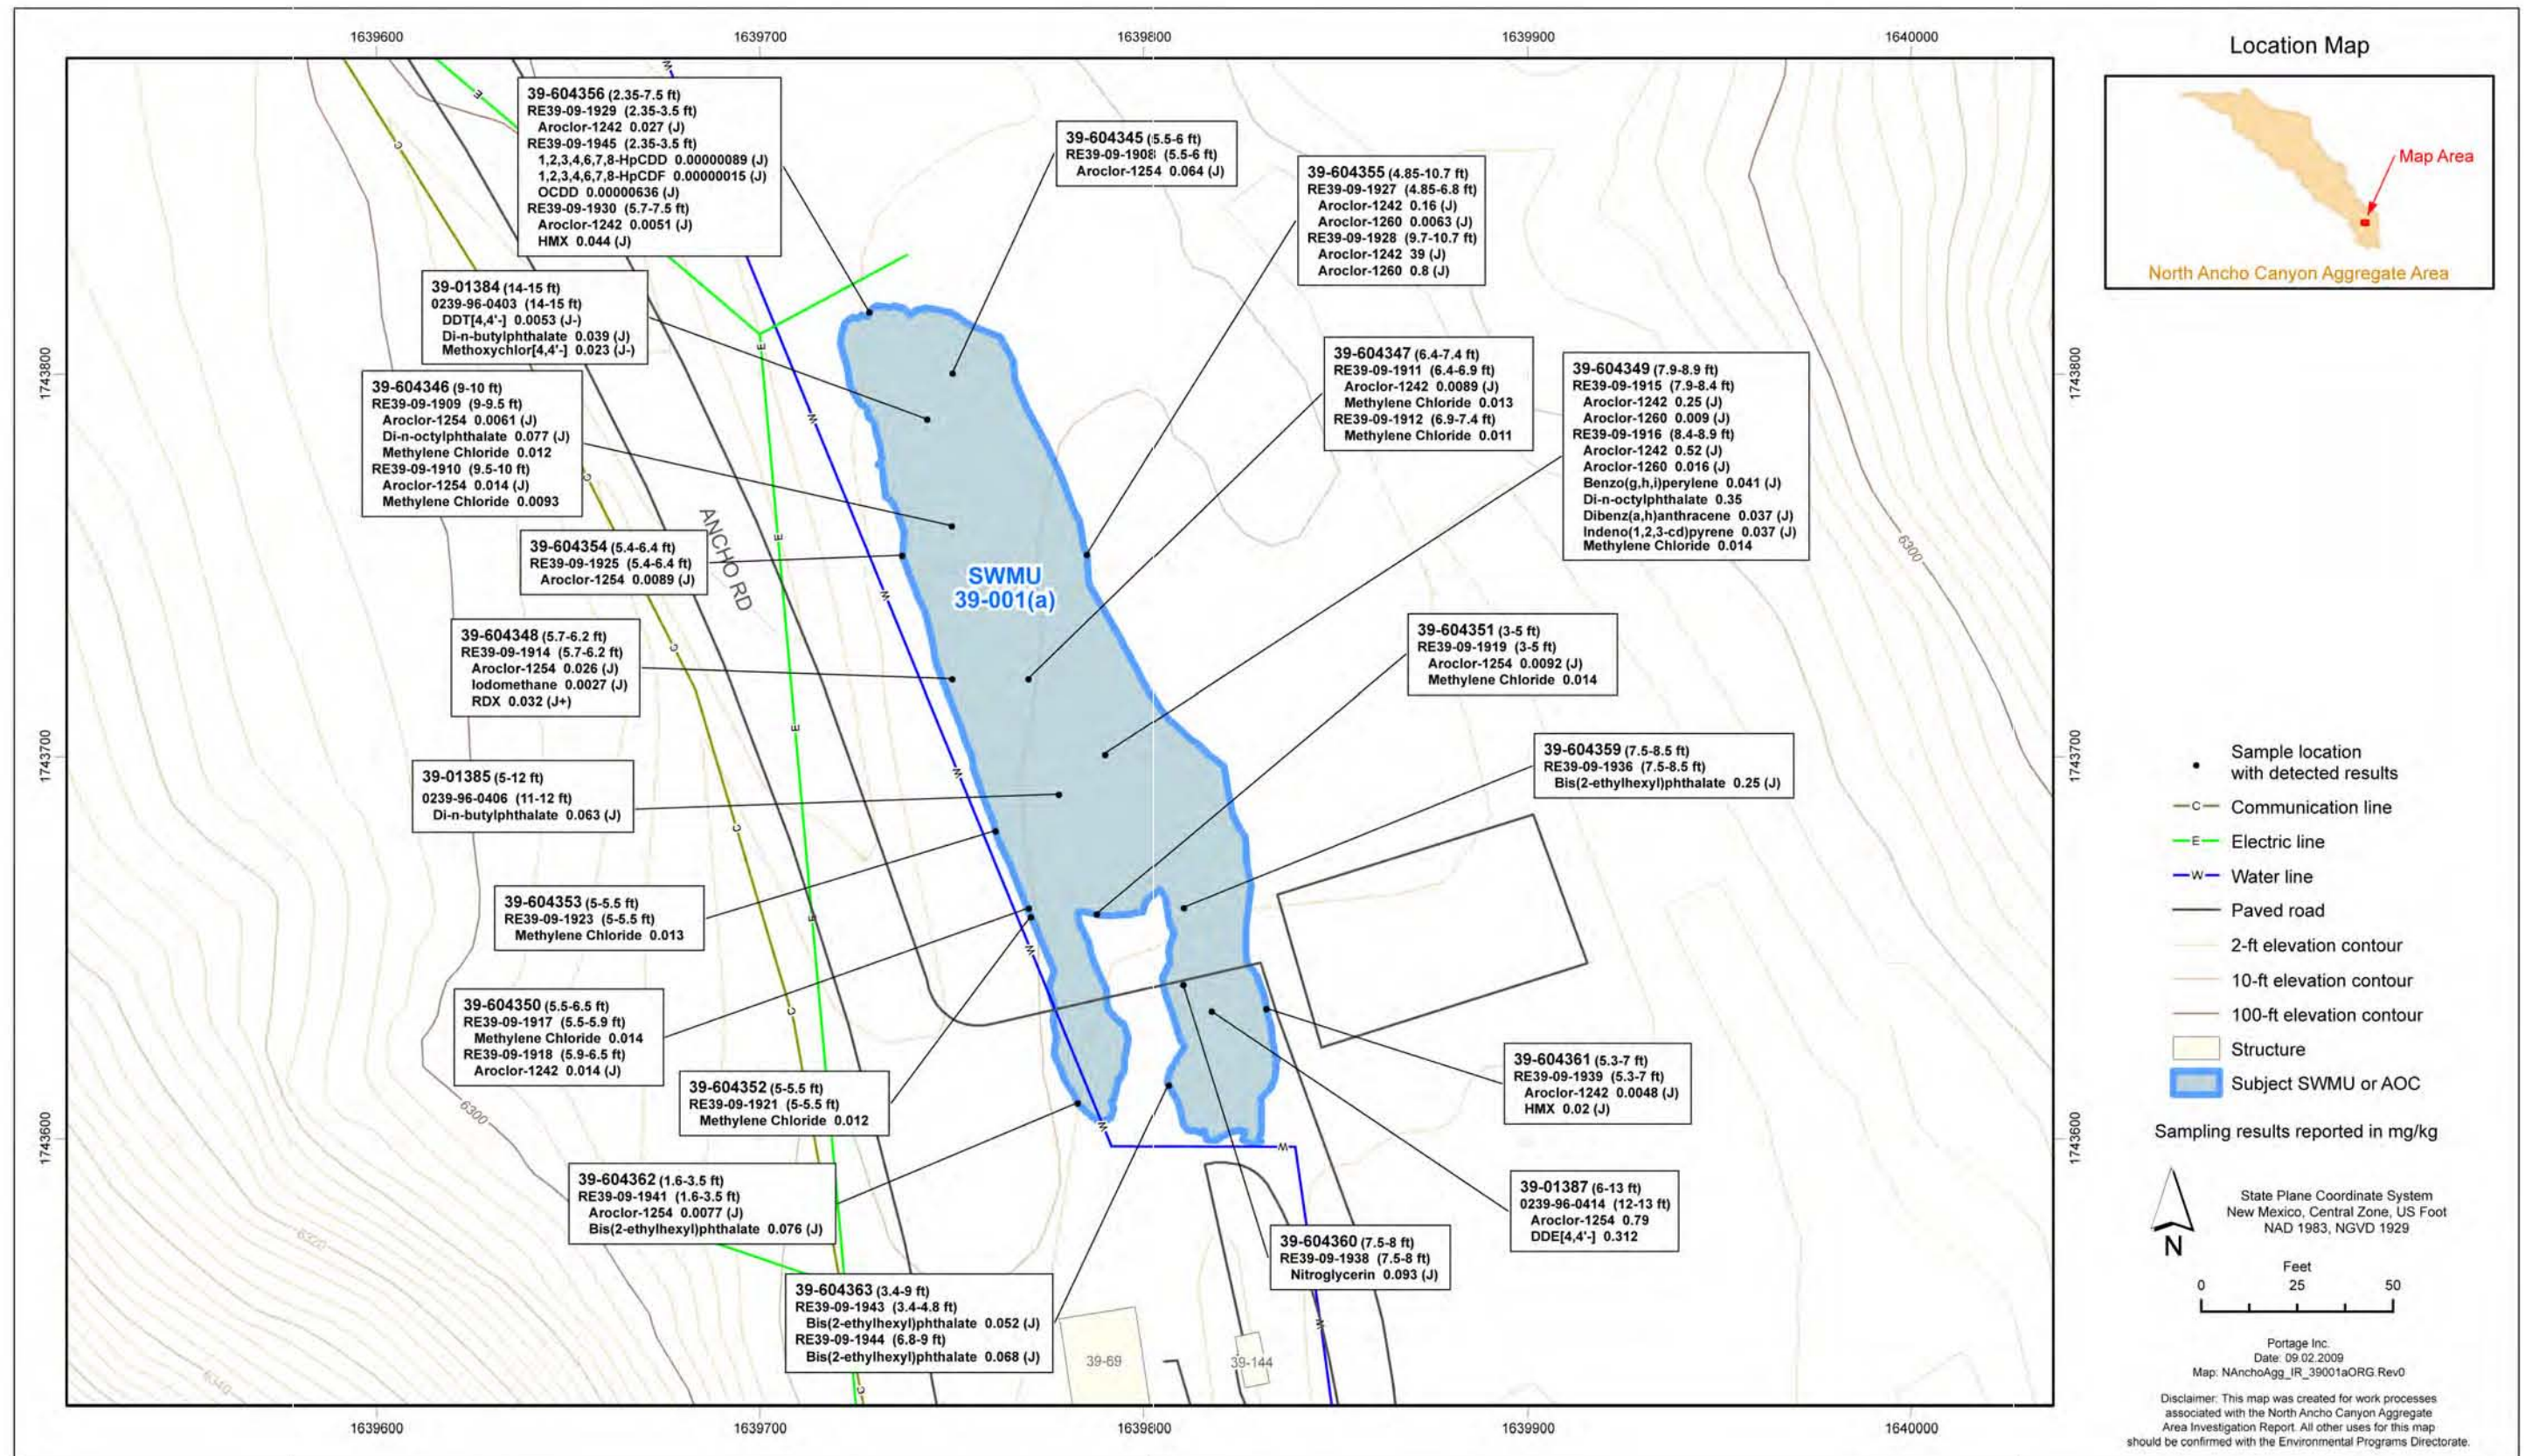 1639600
1639700
1639800
1639900
1640000
Location Map
Map Area
North Ancho Canyon Aggregate Area
39-604356 (2.35-7.5 ft)
RE39-09-1929 (2.35-3.5 ft)
Aroclor-1242 0.027 (J)
RE39-09-1945 (2.35-3.5 ft)
1,2,3,4,6,7,8-HpCDD 0.00000089 (J)
1,2,3,4,6,7,8-HpCDF 0.00000015 (J)
OCDD 0.00000636 (J)
RE39-09-1930 (5.7-7.5 ft)
Aroclor-1242 0.0051 (J)
HMX 0.044 (J)
39-604345 (5.5-6 ft)
RE39-09-1908 (5.5-6 ft)
Aroclor-1254 0.064 (J)
39-604355 (4.85-10.7 ft)
RE39-09-1927 (4.85-6.8 ft)
Aroclor-1242 0.16 (J)
Aroclor-1260 0.0063 (J)
RE39-09-1928 (9.7-10.7 ft)
Aroclor-1242 39 (J)
Aroclor-1260 0.8 (J)
39-01384 (14-15 ft)
0239-96-0403 (14-15 ft)
DDT[4,4'-] 0.0053 (J-)
Di-n-butylphthalate 0.039 (J)
Methoxychlor[4,4'-] 0.023 (J-)
39-604347 (6.4-7.4 ft)
RE39-09-1911 (6.4-6.9 ft)
Aroclor-1242 0.0089 (J)
Methylene Chloride 0.013
RE39-09-1912 (6.9-7.4 ft)
Methylene Chloride 0.011
39-604349 (7.9-8.9 ft)
RE39-09-1915 (7.9-8.4 ft)
Aroclor-1242 0.25 (J)
Aroclor-1260 0.009 (J)
RE39-09-1916 (8.4-8.9 ft)
Aroclor-1242 0.52 (J)
Aroclor-1260 0.016 (J)
Benzo(g,h,i)perylene 0.041 (J)
Di-n-octylphthalate 0.35
Dibenz(a,h)anthracene 0.037 (J)
Indeno(1,2,3-cd)pyrene 0.037 (J)
Methylene Chloride 0.014
39-604346 (9-10 ft)
RE39-09-1909 (9-9.5 ft)
Aroclor-1254 0.0061 (J)
Di-n-octylphthalate 0.077 (J)
Methylene Chloride 0.012
RE39-09-1910 (9.5-10 ft)
Aroclor-1254 0.014 (J)
Methylene Chloride 0.0093
1743800
1743800
39-604354 (5.4-6.4 ft)
RE39-09-1925 (5.4-6.4 ft)
Aroclor-1254 0.0089 (J)
ANCHO RD
SWMU
39-001(a)
6300
39-604348 (5.7-6.2 ft)
RE39-09-1914 (5.7-6.2 ft)
Aroclor-1254 0.026 (J)
Iodomethane 0.0027 (J)
RDX 0.032 (J+)
39-604351 (3-5 ft)
RE39-09-1919 (3-5 ft)
Aroclor-1254 0.0092 (J)
Methylene Chloride 0.014
1743700
1743700
39-01385 (5-12 ft)
0239-96-0406 (11-12 ft)
Di-n-butylphthalate 0.063 (J)
39-604359 (7.5-8.5 ft)
RE39-09-1936 (7.5-8.5 ft)
Bis(2-ethylhexyl)phthalate 0.25 (J)
39-604353 (5-5.5 ft)
RE39-09-1923 (5-5.5 ft)
Methylene Chloride 0.013
39-604350 (5.5-6.5 ft)
RE39-09-1917 (5.5-5.9 ft)
Methylene Chloride 0.014
RE39-09-1918 (5.9-6.5 ft)
Aroclor-1242 0.014 (J)
39-604352 (5-5.5 ft)
RE39-09-1921 (5-5.5 ft)
Methylene Chloride 0.012
39-604361 (5.3-7 ft)
RE39-09-1939 (5.3-7 ft)
Aroclor-1242 0.0048 (J)
HMX 0.02 (J)
6300
1743600
1743600
39-604362 (1.6-3.5 ft)
RE39-09-1941 (1.6-3.5 ft)
Aroclor-1254 0.0077 (J)
Bis(2-ethylhexyl)phthalate 0.076 (J)
39-01387 (6-13 ft)
0239-96-0414 (12-13 ft)
Aroclor-1254 0.79
DDE[4,4'-] 0.312
39-604360 (7.5-8 ft)
RE39-09-1938 (7.5-8 ft)
Nitroglycerin 0.093 (J)
6320
39-604363 (3.4-9 ft)
RE39-09-1943 (3.4-4.8 ft)
Bis(2-ethylhexyl)phthalate 0.052 (J)
RE39-09-1944 (6.8-9 ft)
Bis(2-ethylhexyl)phthalate 0.068 (J)
39-69
39-144
6340
1639600
1639700
1639800
1639900
1640000
Sample location
with detected results
C Communication line
E Electric line
W Water line
Paved road
2-ft elevation contour
10-ft elevation contour
100-ft elevation contour
Structure
Subject SWMU or AOC
Sampling results reported in mg/kg
N
State Plane Coordinate System
New Mexico, Central Zone, US Foot
NAD 1983, NGVD 1929
Feet
0 25 50
Portage Inc.
Date: 09.02.2009
Map: NAnchoAgg_IR_39001aORG.Rev0
Disclaimer: This map was created for work processes
associated with the North Ancho Canyon Aggregate
Area Investigation Report. All other uses for this map
should be confirmed with the Environmental Programs Directorate.